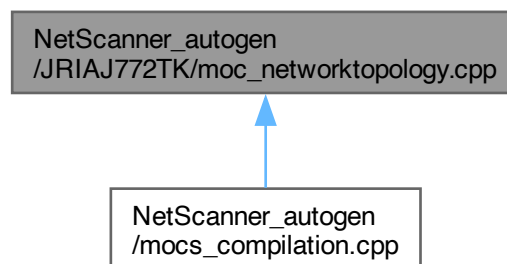 NetScanner_autogen
/JRIAJ772TK/moc_networktopology.cpp
NetScanner_autogen
/mocs_compilation.cpp